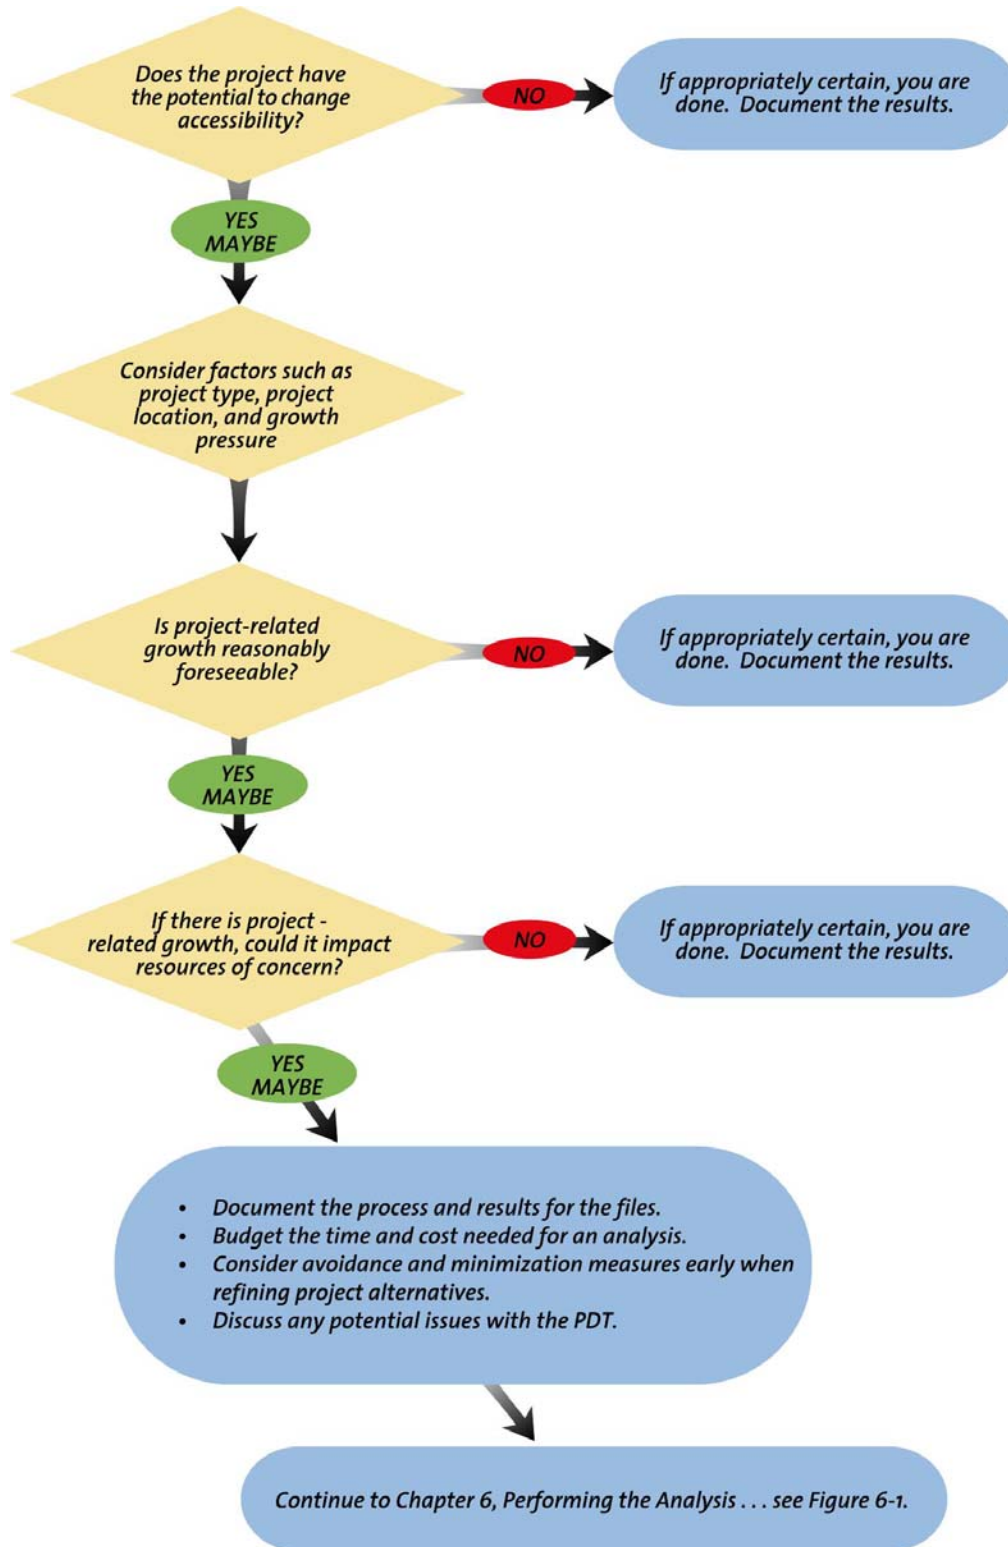 Does the project have
the potential to change
accessibility?
NO
If appropriately certain, you are
done.  Document the results.
YES
MAYBE
Consider factors such as
project type, project
location, and growth
pressure
Is project-related
growth reasonably
foreseeable?
NO
If appropriately certain, you are
done.  Document the results.
YES
MAYBE
If there is project -
related growth, could it impact
resources of concern?
NO
If appropriately certain, you are
done.  Document the results.
YES
MAYBE
• Document the process and results for the files.
• Budget the time and cost needed for an analysis.
• Consider avoidance and minimization measures early when
refining project alternatives.
• Discuss any potential issues with the PDT.
Continue to Chapter 6, Performing the Analysis . . . see Figure 6-1.